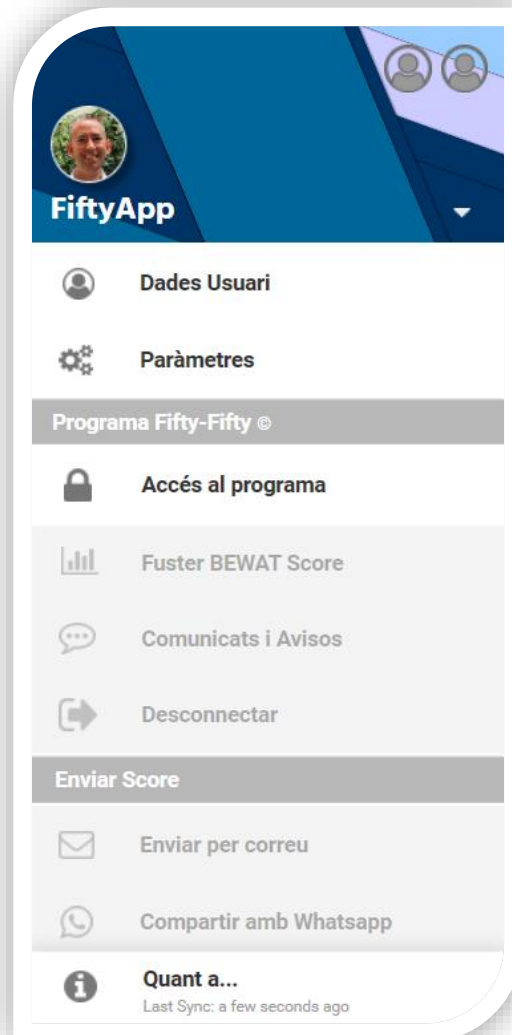 FiftyApp
Dades Usuari
Paràmetres
Programa Fifty-Fifty ©
Accés al programa
Fuster BEWAT Score
Comunicats i Avisos
Desconnectar
Enviar Score
Enviar per correu
Compartir amb Whatsapp
Quant a...
Last Sync: a few seconds ago